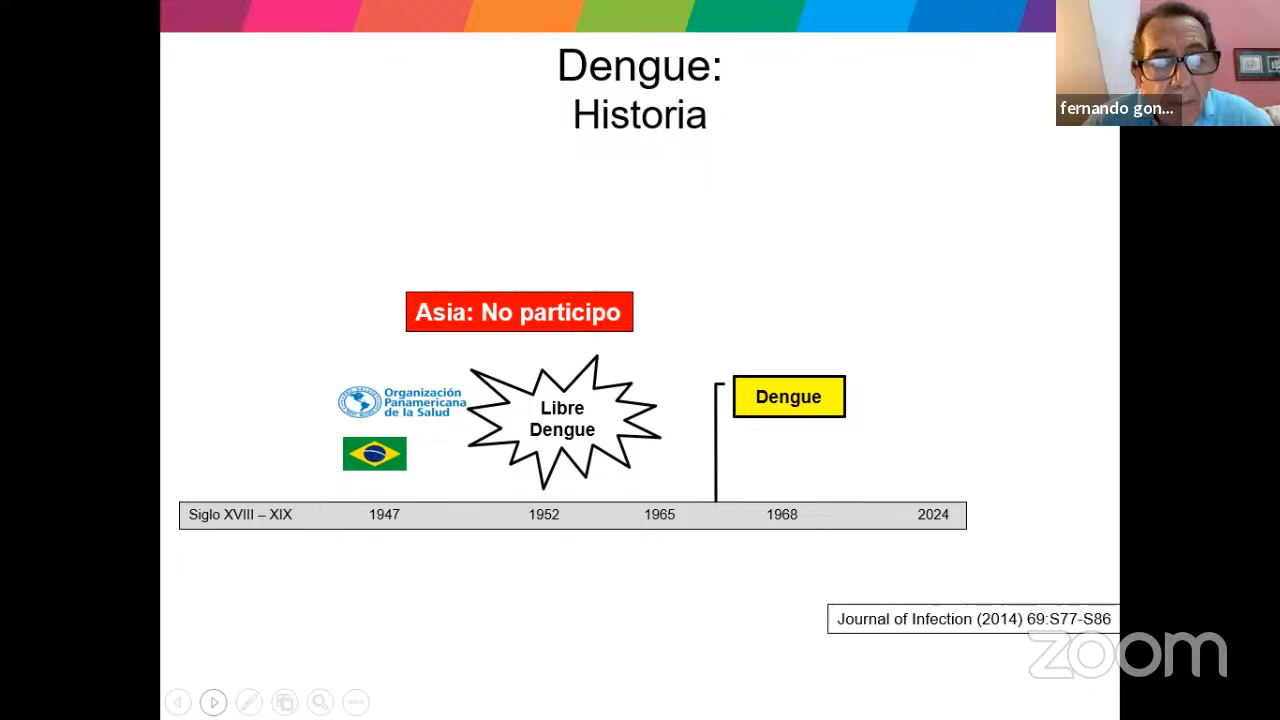 Dengue:
Historia
fernando gon...
Asia: No participo
Organización
Panamericana
de la Salud
Libre
Dengue
Dengue
Siglo XVIII – XIX 1947 1952 1965 1968 2024
Journal of Infection (2014) 69:S77-S86
zoom